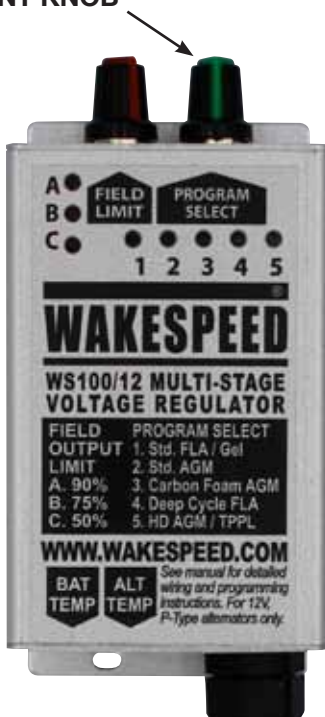 NT KNOB
A
B
C
FIELD LIMIT
PROGRAM SELECT
1 2 3 4 5
®
WAKESPEED
WS100/12 MULTI-STAGE
VOLTAGE REGULATOR
FIELD PROGRAM SELECT
OUTPUT 1. Std. FLA / Gel
LIMIT 2. Std. AGM
A. 90% 3. Carbon Foam AGM
B. 75% 4. Deep Cycle FLA
C. 50% 5. HD AGM / TPPL
WWW.WAKESPEED.COM
BAT TEMP
ALT TEMP
See manual for detailed
wiring and programming
instructions. For 12V,
P-Type alternators only.